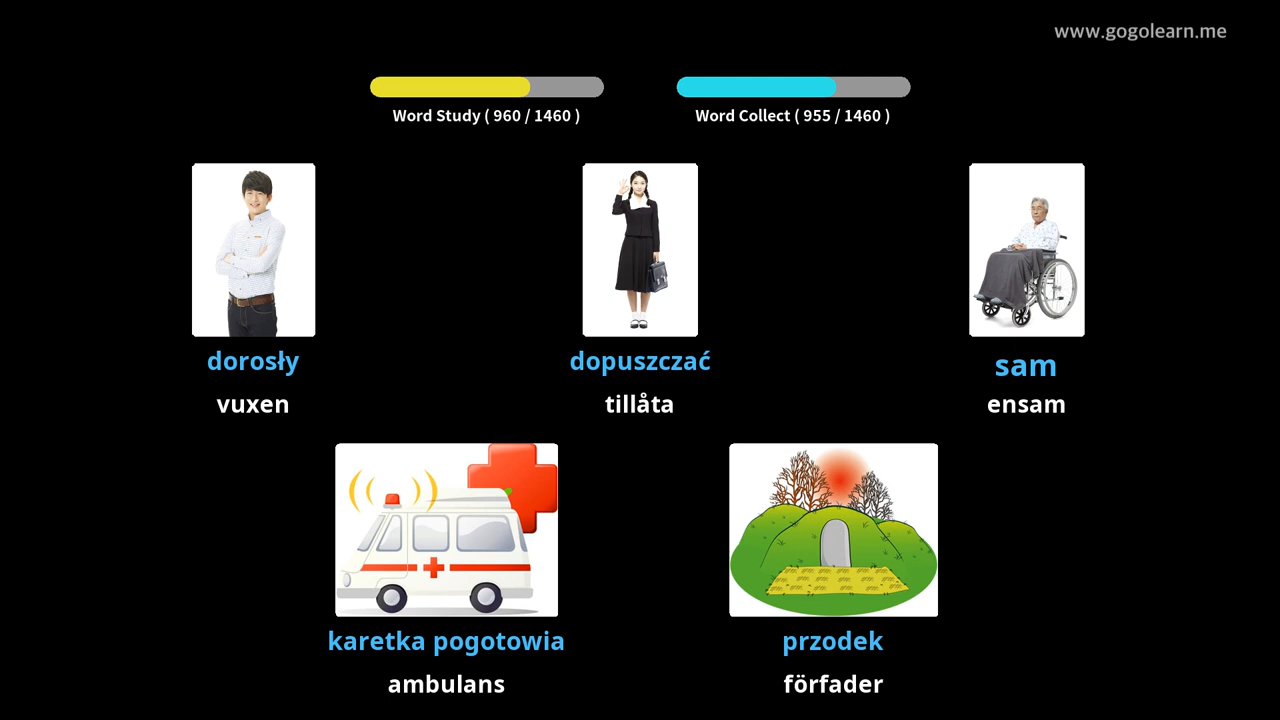 www.gogolearn.me
Word Study ( 960 / 1460 )
Word Collect ( 955 / 1460 )
dorosły
vuxen
dopuszczać
tillåta
sam
ensam
karetka pogotowia
ambulans
przodek
förfader